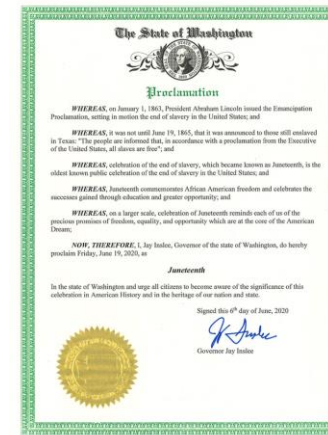 The State of Washington
Proclamation
WHEREAS, on January 1, 1863, President Abraham Lincoln issued the Emancipation
Proclamation, setting in motion the end of slavery in the United States; and
WHEREAS, it was not until June 19, 1865, that it was announced to those still enslaved
in Texas: "The people are informed that, in accordance with a proclamation from the Executive
of the United States, all slaves are free"; and
WHEREAS, celebration of the end of slavery, which became known as Juneteenth, is the
oldest known public celebration of the end of slavery in the United States; and
WHEREAS, Juneteenth commemorates African American freedom and celebrates the
successes gained through education and greater opportunity; and
WHEREAS, on a larger scale, celebration of Juneteenth reminds each of us of the
precious promises of freedom, equality, and opportunity which are at the core of the American
Dream;
NOW, THEREFORE, I, Jay Inslee, Governor of the state of Washington, do hereby
proclaim Friday, June 19, 2020, as
Juneteenth
In the state of Washington and urge all citizens to become aware of the significance of this
celebration in American History and in the heritage of our nation and state.
Signed this 6th day of June, 2020
Governor Jay Inslee